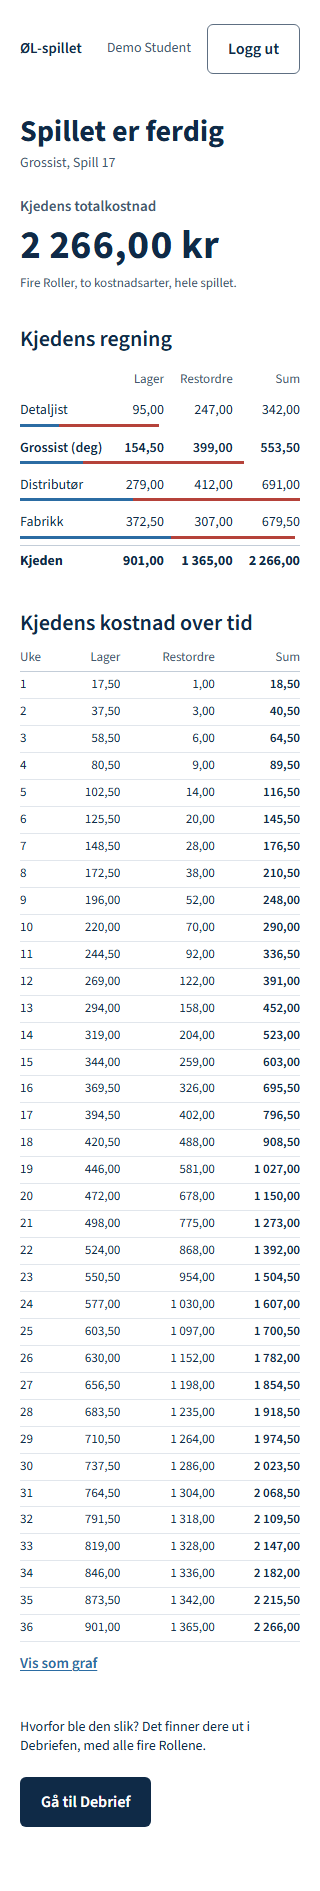 ØL-spillet Demo Student Logg ut
Spillet er ferdig
Grossist, Spill 17
Kjedens totalkostnad
2 266,00 kr
Fire Roller, to kostnadsarter, hele spillet.
Kjedens regning
Lager Restordre Sum
Detaljist 95,00 247,00 342,00
Grossist (deg) 154,50 399,00 553,50
Distributør 279,00 412,00 691,00
Fabrikk 372,50 307,00 679,50
Kjeden 901,00 1 365,00 2 266,00
Kjedens kostnad over tid
Uke Lager Restordre Sum
1 17,50 1,00 18,50
2 37,50 3,00 40,50
3 58,50 6,00 64,50
4 80,50 9,00 89,50
5 102,50 14,00 116,50
6 125,50 20,00 145,50
7 148,50 28,00 176,50
8 172,50 38,00 210,50
9 196,00 52,00 248,00
10 220,00 70,00 290,00
11 244,50 92,00 336,50
12 269,00 122,00 391,00
13 294,00 158,00 452,00
14 319,00 204,00 523,00
15 344,00 259,00 603,00
16 369,50 326,00 695,50
17 394,50 402,00 796,50
18 420,50 488,00 908,50
19 446,00 581,00 1 027,00
20 472,00 678,00 1 150,00
21 498,00 775,00 1 273,00
22 524,00 868,00 1 392,00
23 550,50 954,00 1 504,50
24 577,00 1 030,00 1 607,00
25 603,50 1 097,00 1 700,50
26 630,00 1 152,00 1 782,00
27 656,50 1 198,00 1 854,50
28 683,50 1 235,00 1 918,50
29 710,50 1 264,00 1 974,50
30 737,50 1 286,00 2 023,50
31 764,50 1 304,00 2 068,50
32 791,50 1 318,00 2 109,50
33 819,00 1 328,00 2 147,00
34 846,00 1 336,00 2 182,00
35 873,50 1 342,00 2 215,50
36 901,00 1 365,00 2 266,00
Vis som graf
Hvorfor ble den slik? Det finner dere ut i
Debriefen, med alle fire Rollene.
Gå til Debrief